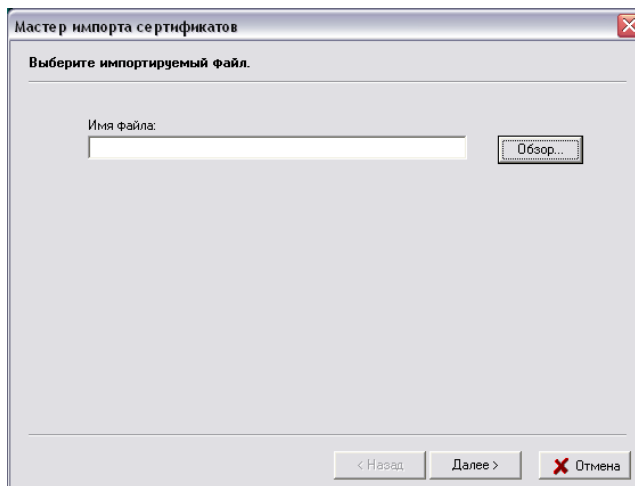 Мастер импорта сертификатов
Выберите импортируемый файл.
Имя файла:
Обзор...
< Назад
Далее >
Отмена